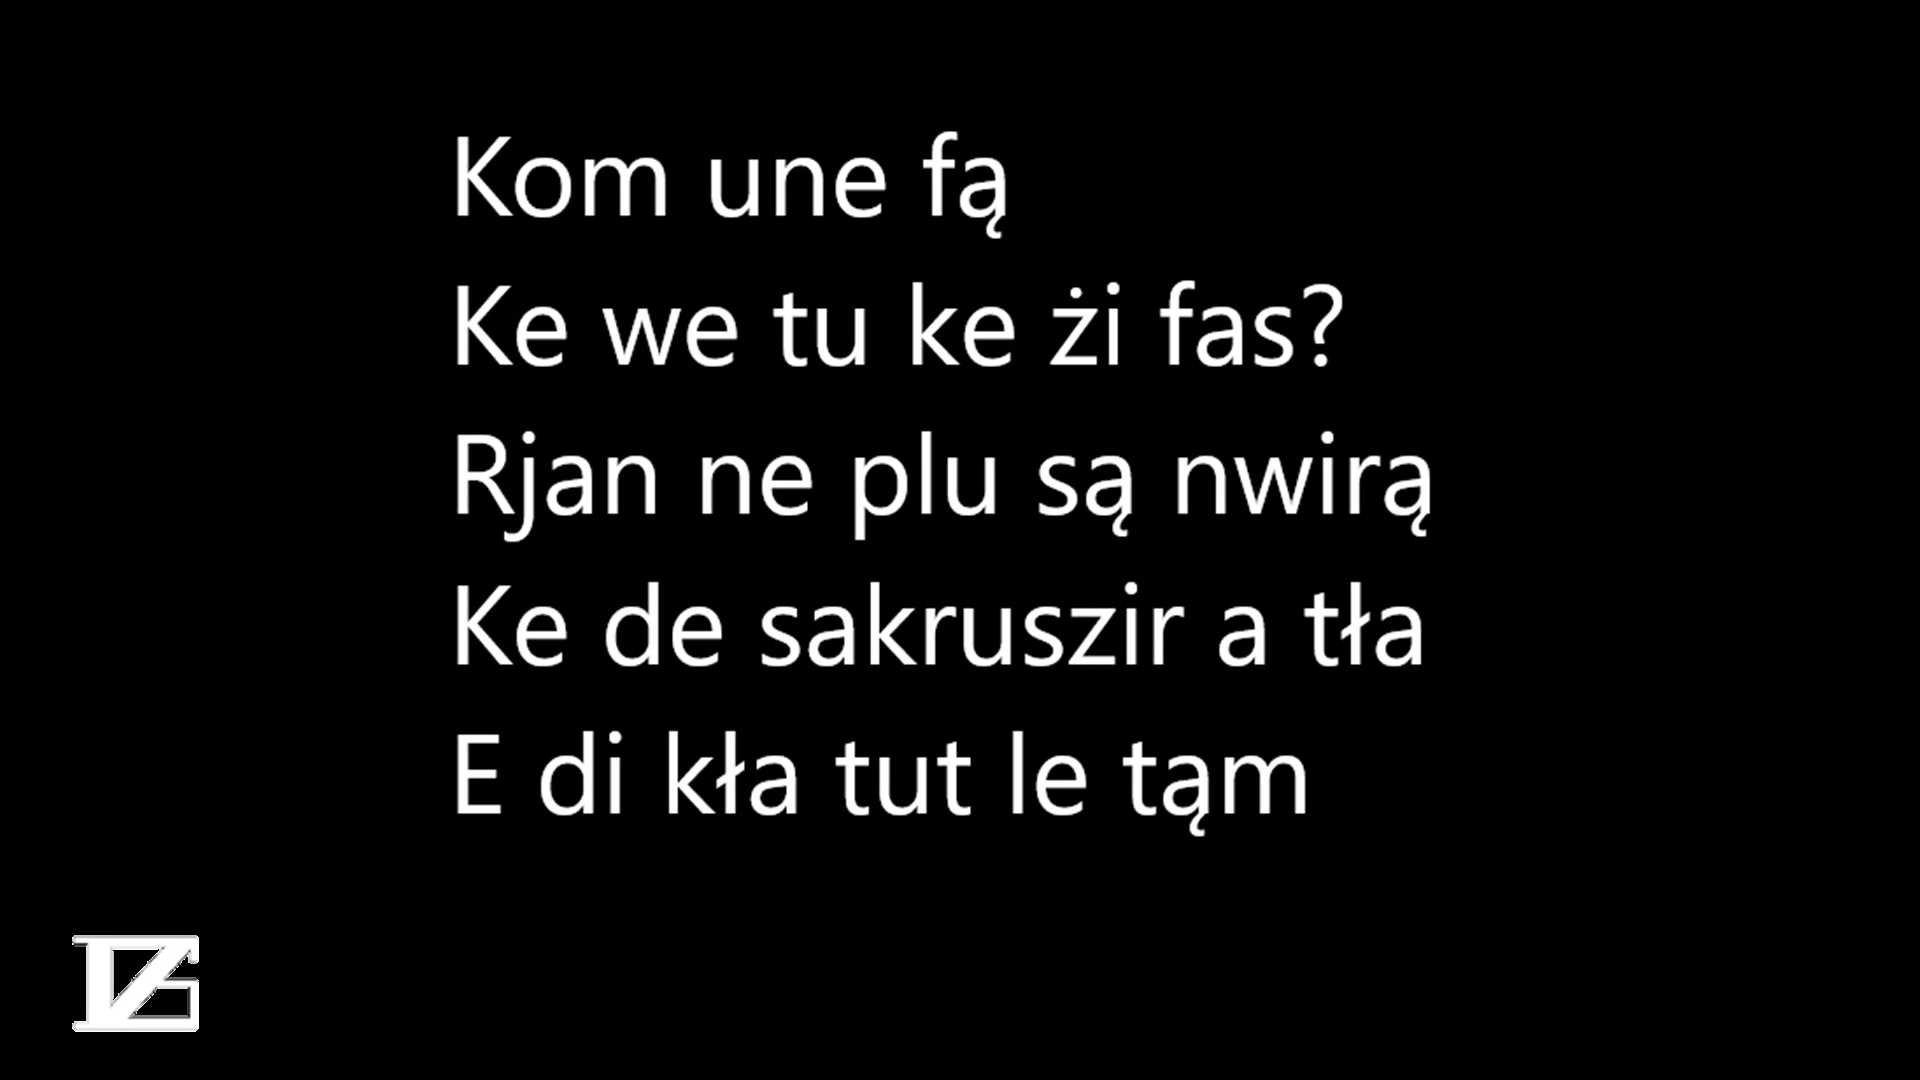 Kom une fą
Ke we tu ke żi fas?
Rjan ne plu są nwirą
Ke de sakruszir a tła
E di kła tut le tąm